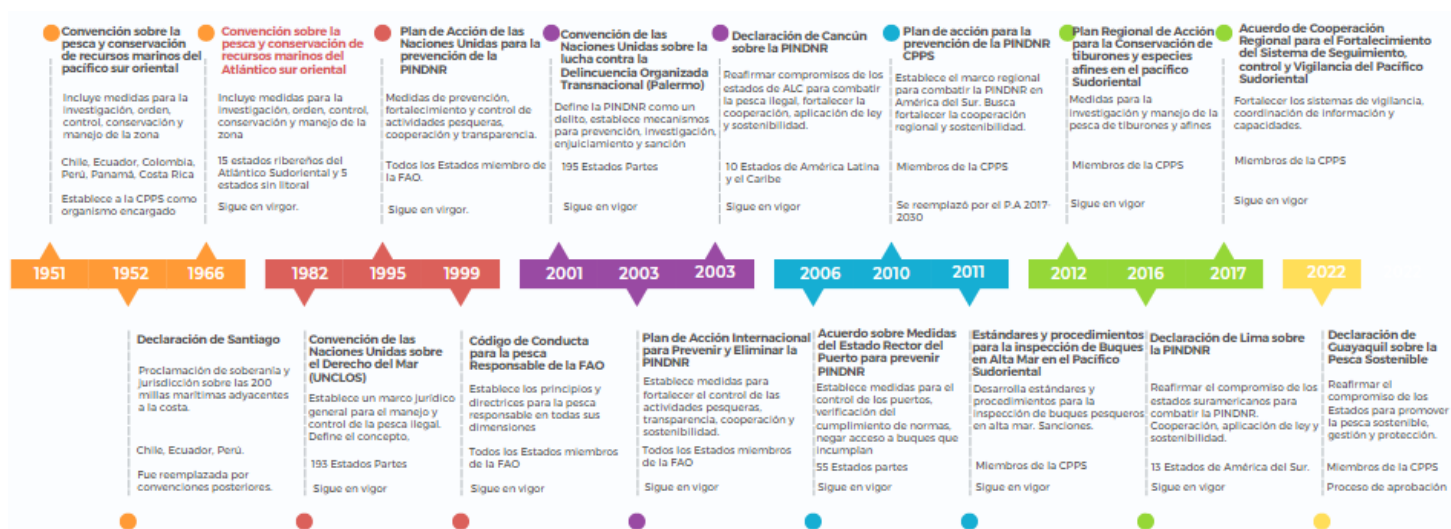 Convención sobre la
pesca y conservación
de recursos marinos del
pacífico sur oriental
Incluye medidas para la
investigación, orden,
control, conservación y
manejo de la zona
Chile, Ecuador, Colombia,
Perú, Panamá, Costa Rica
Establece a la CPPS como
organismo encargado
Convención sobre la
pesca y conservación de
recursos marinos del
Atlántico sur oriental
Incluye medidas para la
investigación, orden, control,
conservación y manejo de la
zona
15 estados ribereños del
Atlántico Sudoriental y 5
estados sin litoral
Sigue en virgor.
Plan de Acción de las
Naciones Unidas para la
prevención de la
PINDNR
Medidas de prevención,
fortalecimiento y control de
actividades pesqueras,
cooperación y transparencia.
Todos los Estados miembro de
la FAO.
Sigue en virgor.
Convención de las
Naciones Unidas sobre la
lucha contra la
Delincuencia Organizada
Transnacional (Palermo)
Define la PINDNR como un
delito, establece mecanismos
para prevención, investigación,
enjuiciamiento y sanción
195 Estados Partes
Sigue en vigor
Declaración de Cancún
sobre la PINDNR
Reafirmar compromisos de los
estados de ALC para combatir
la pesca ilegal, fortalecer la
cooperación, aplicación de ley
y sostenibilidad.
10 Estados de América Latina
y el Caribe
Sigue en vigor
Plan de acción para la
prevención de la PINDNR
CPPS
Establece el marco regional
para combatir la PINDNR en
América del Sur. Busca
fortalecer la cooperación
regional y sostenibilidad.
Miembros de la CPPS
Se reemplazó por el P.A 2017-
2030
Plan Regional de Acción
para la Conservación de
tiburones y especies
afines en el pacífico
Sudoriental
Medidas para la
investigación y manejo de la
pesca de tiburones y afines
Miembros de la CPPS
Sigue en vigor
Acuerdo de Cooperación
Regional para el Fortalecimiento
del Sistema de Seguimiento,
control y Vigilancia del Pacífico
Sudoriental
Fortalecer los sistemas de vigilancia,
coordinación de información y
capacidades.
Miembros de la CPPS
Sigue en vigor
1951 1952 1966 1982 1995 1999 2001 2003 2003 2006 2010 2011 2012 2016 2017 2022
Declaración de Santiago
Proclamación de soberanía y
jurisdicción sobre las 200
millas marítimas adyacentes
a la costa.
Chile, Ecuador, Perú.
Fue reemplazada por
convenciones posteriores.
Convención de las
Naciones Unidas sobre
el Derecho del Mar
(UNCLOS)
Establece un marco jurídico
general para el manejo y
control de la pesca ilegal.
Define el concepto,
193 Estados Partes
Sigue en vigor
Código de Conducta
para la pesca
Responsable de la FAO
Establece los principios y
directrices para la pesca
responsable en todas sus
dimensiones
Todos los Estados miembros
de la FAO
Sigue en vigor
Plan de Acción Internacional
para Prevenir y Eliminar la
PINDNR
Establece medidas para
fortalecer el control de las
actividades pesqueras,
transparencia, cooperación y
sostenibilidad.
Todos los Estados miembros
de la FAO
Sigue en vigor
Acuerdo sobre Medidas
del Estado Rector del
Puerto para prevenir
PINDNR
Establece medidas para el
control de los puertos,
verificación del
cumplimiento de normas,
negar acceso a buques que
incumplan
55 Estados partes
Sigue en vigor
Estándares y procedimientos
para la inspección de Buques
en Alta Mar en el Pacífico
Sudoriental
Desarrolla estándares y
procedimientos para la
inspección de buques pesqueros
en alta mar. Sanciones.
Miembros de la CPPS
Sigue en vigor
Declaración de Lima sobre
la PINDNR
Reafirmar el compromiso de los
estados suramericanos para
combatir la PINDNR.
Cooperación, aplicación de ley y
sostenibilidad.
13 Estados de América del Sur.
Sigue en vigor
Declaración de
Guayaquil sobre la
Pesca Sostenible
Reafirmar el
compromiso de los
Estados para promover
la pesca sostenible,
gestión y protección.
Miembros de la CPPS
Proceso de aprobación